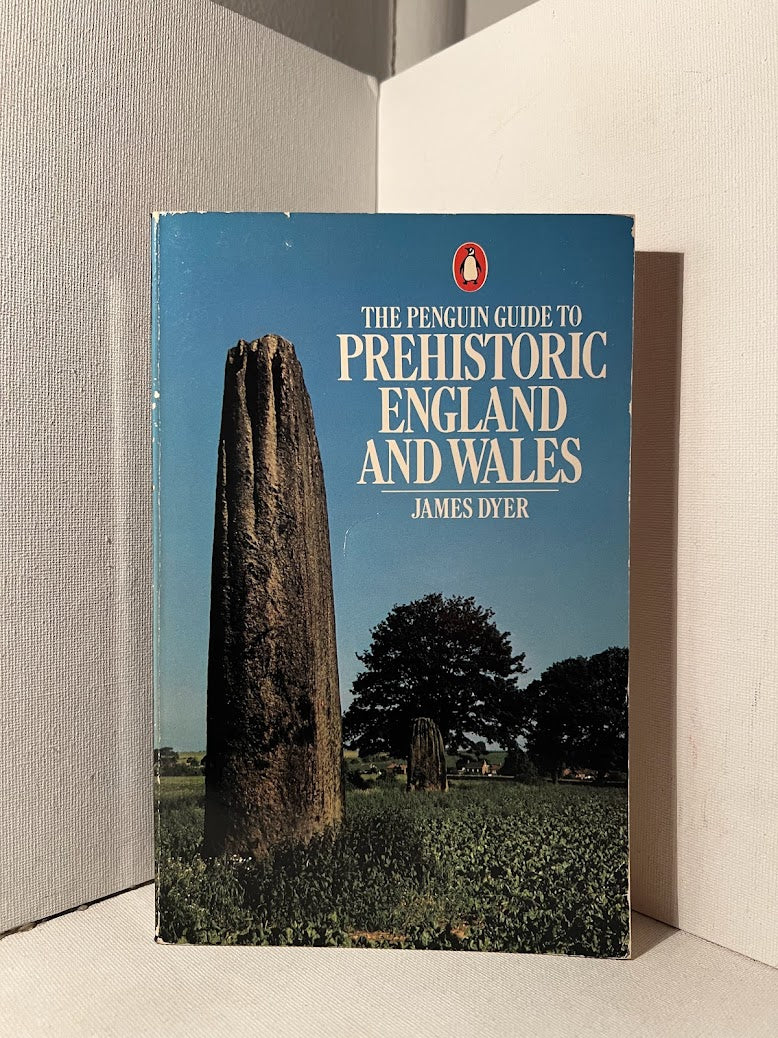 THE PENGUIN GUIDE TO
PREHISTORIC
ENGLAND
AND WALES
JAMES DYER